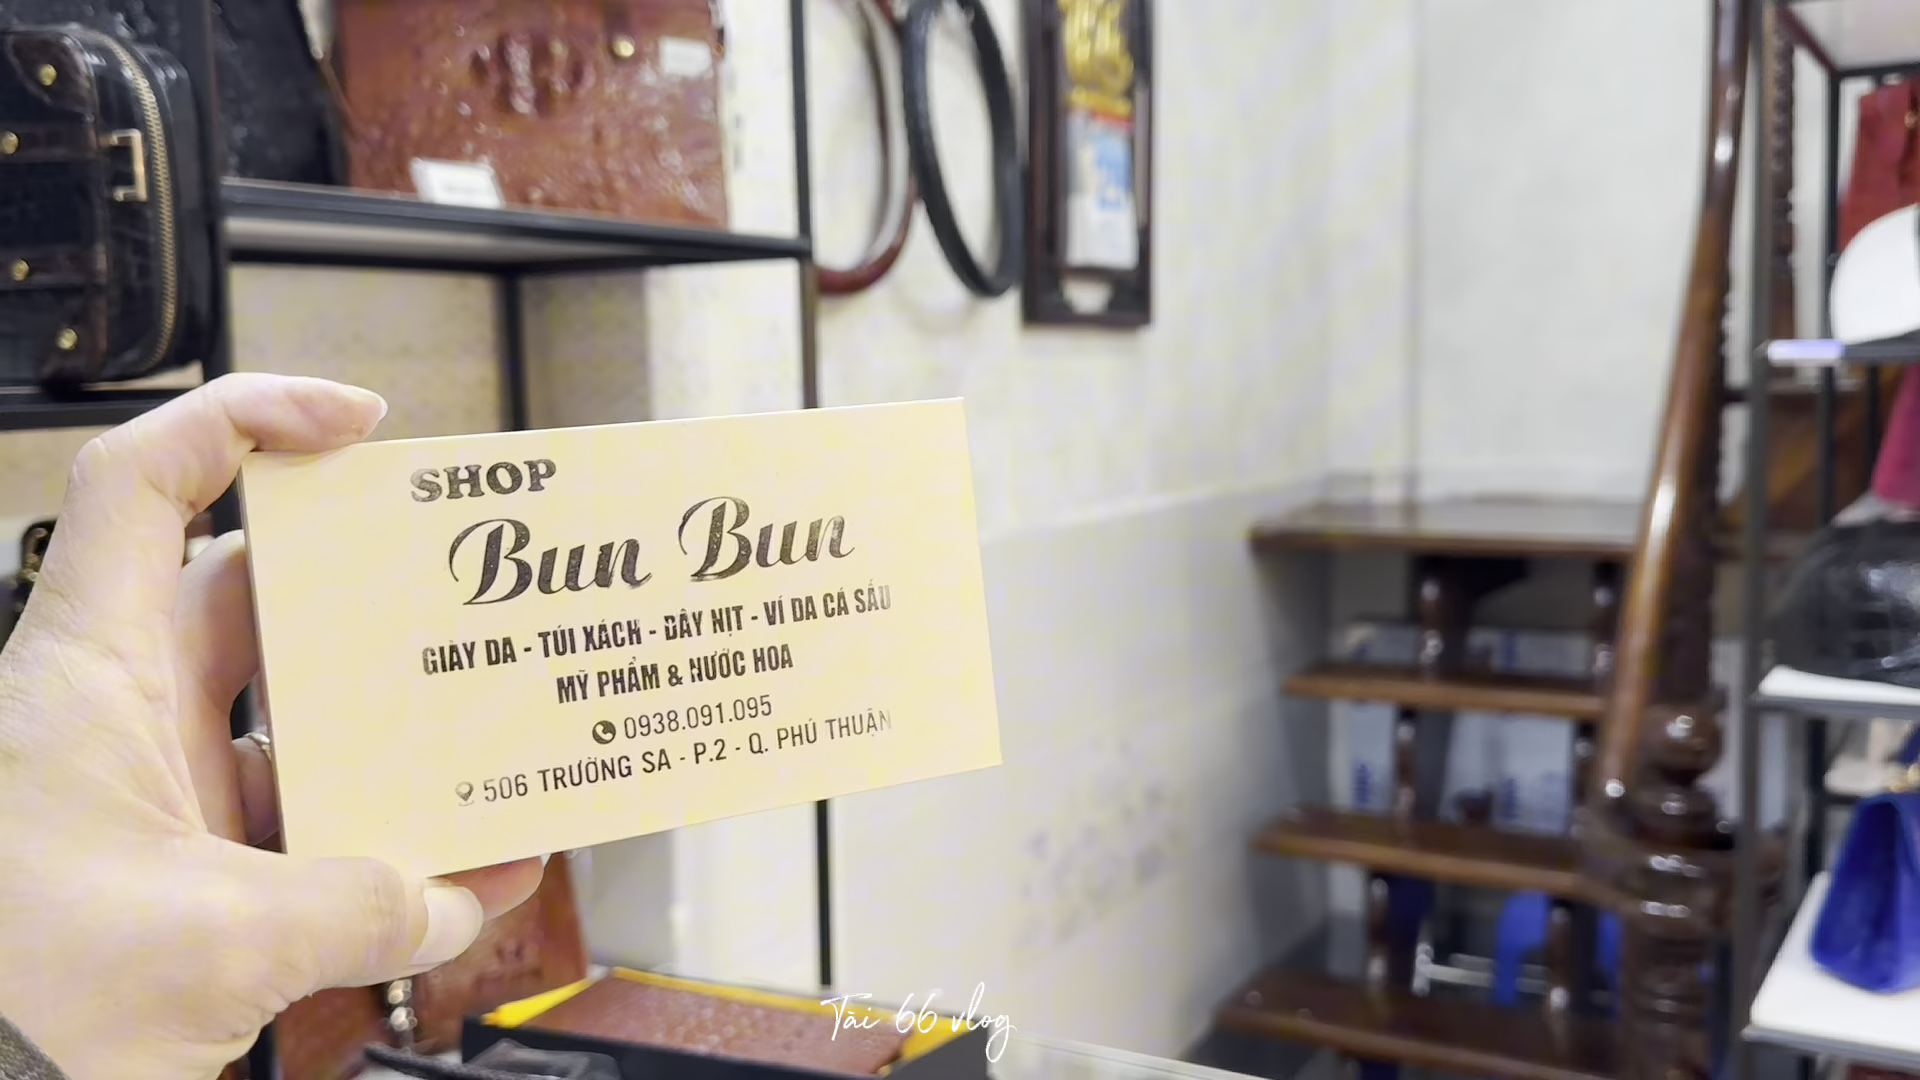 SHOP
Bun Bun
GIÀY DA - TÚI XÁCH - DÂY NỊT - VÍ DA CÁ SẤU
MỸ PHẨM & NƯỚC HOA
0938.091.095
506 TRƯỜNG SA - P.2 - Q. PHÚ THUẬN
Tài 66 vlog